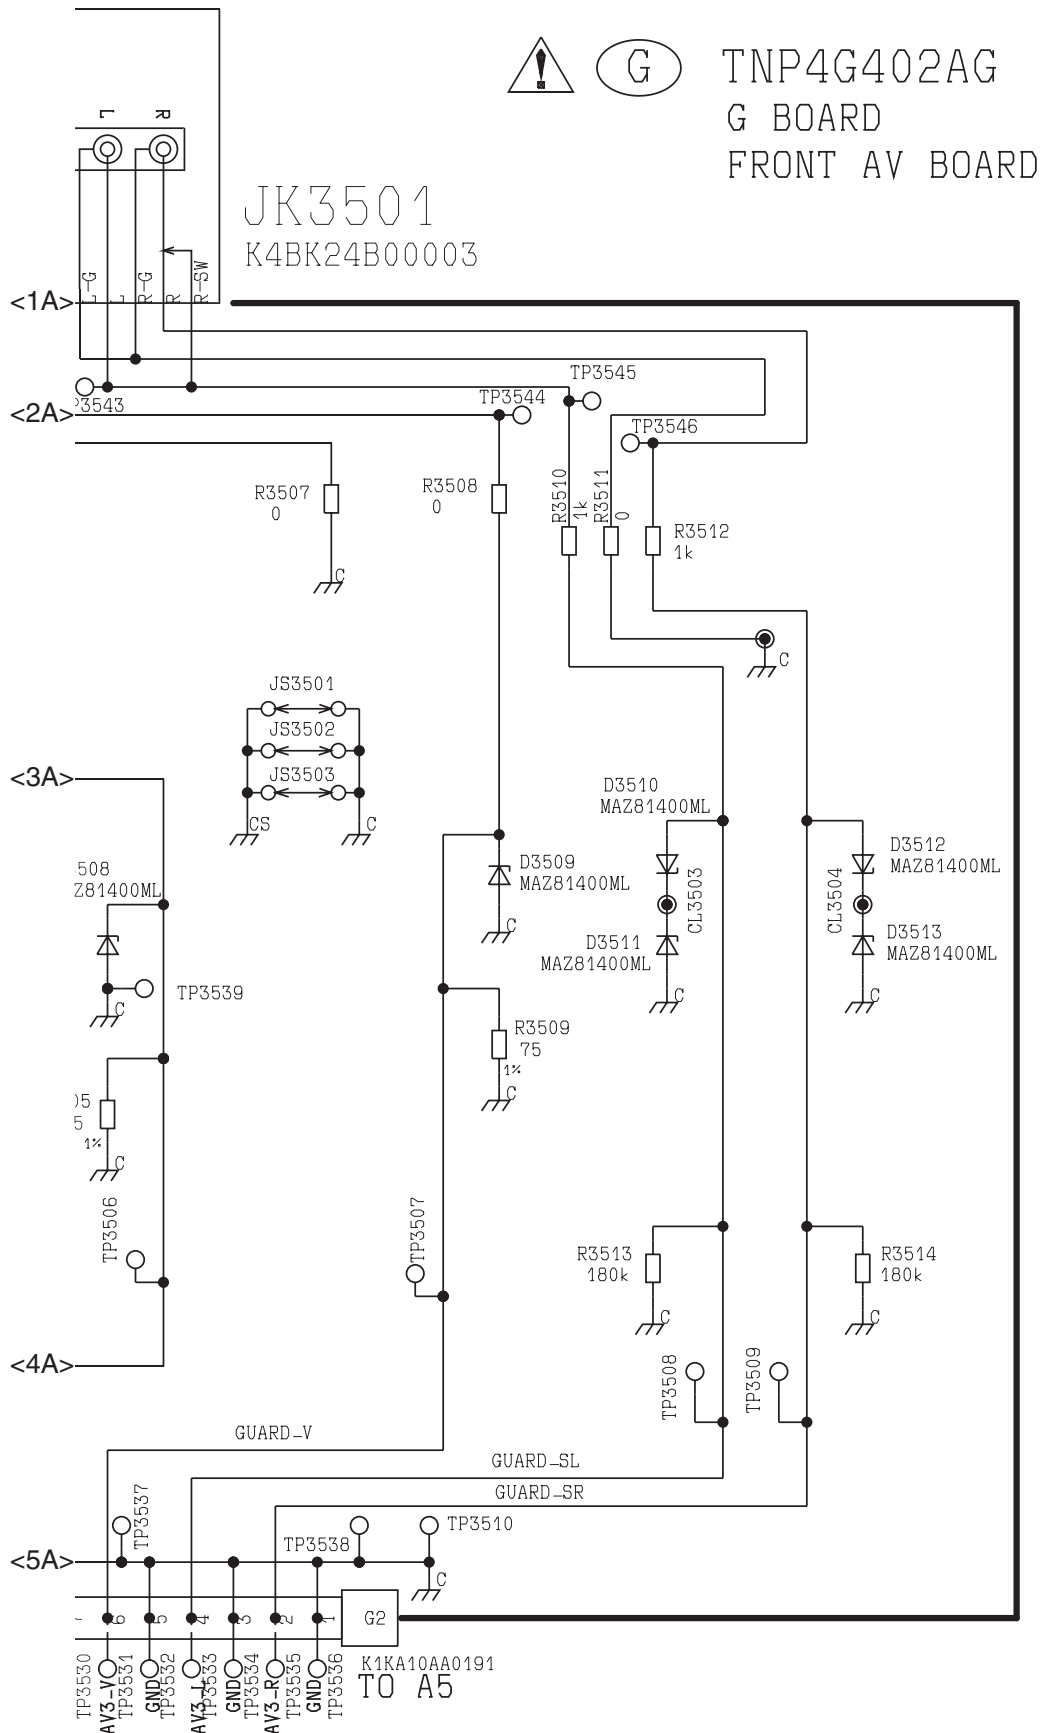 G
TNP4G402AG
G BOARD
FRONT AV BOARD
L
R
JK3501
K4BK24B00003
L-G
L
R-G
R
R-SW
<1A>
TP3545
TP3544
P3543
<2A>
TP3546
R3507
0
R3508
0
R3510
1k
R3511
0
R3512
1k
C
C
JS3501
JS3502
JS3503
CS
C
<3A>
D3510
MAZ81400ML
508
Z81400ML
D3509
MAZ81400ML
C
CL3503
CL3504
D3512
MAZ81400ML
D3511
MAZ81400ML
D3513
MAZ81400ML
C
C
TP3539
C
R3509
75
1%
C
05
5
1%
C
TP3506
TP3507
R3513
180k
C
R3514
180k
C
<4A>
TP3508
TP3509
GUARD_V
GUARD_SL
GUARD_SR
TP3537
TP3538
TP3510
<5A>
C
6
5
4
3
2
1
G2
K1KA10AA0191
TO A5
TP3530
AV3-V
TP3531
GND
TP3532
AV3-L
TP3533
GND
TP3534
AV3-R
TP3535
GND
TP3536